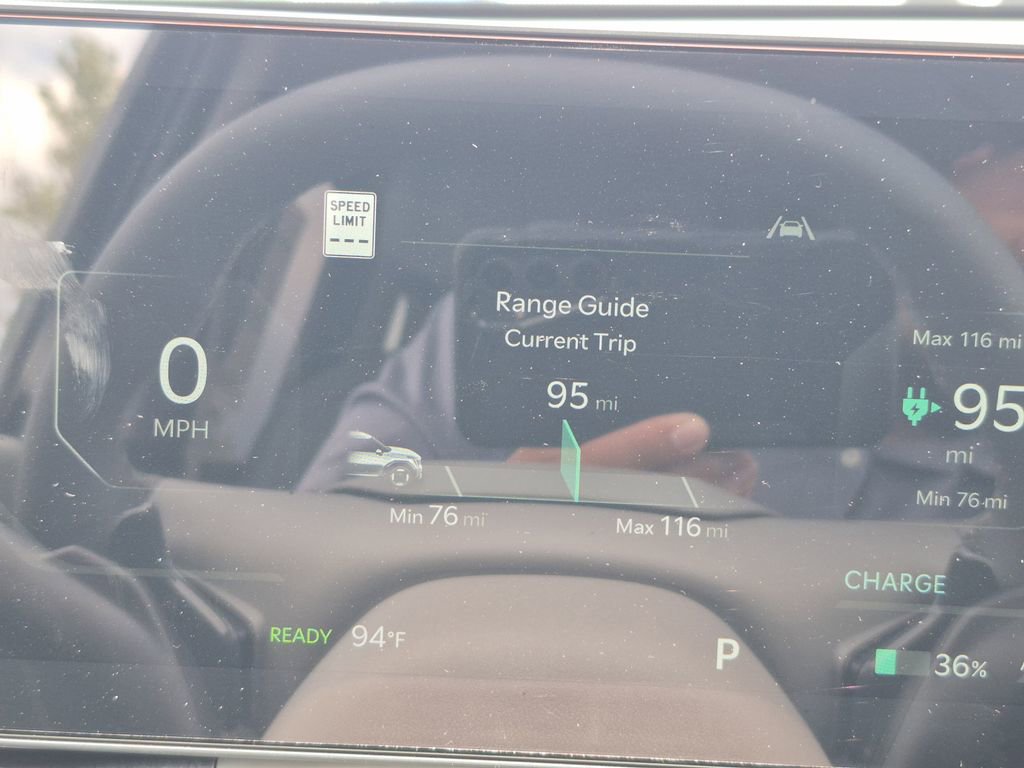 SPEED
LIMIT
---
0
MPH
Range Guide
Current Trip
95 mi
Min 76 mi
Max 116 mi
Max 116 mi
95
mi
Min 76 mi
CHARGE
READY 94°F
P
36%